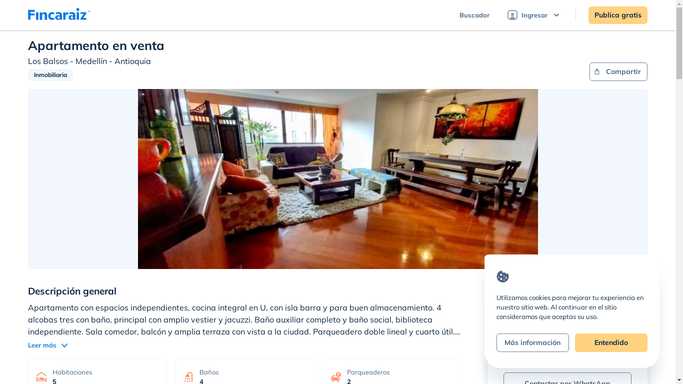 Fincaraiz
Buscador
Ingresar
Publica gratis
Apartamento en venta
Los Balsos - Medellín - Antioquia
Inmobiliaria
Compartir
Descripción general
Apartamento con espacios independientes, cocina integral en U, con isla barra y para buen almacenamiento. 4
alcobas tres con baño, principal con amplio vestier y jacuzzi. Baño auxiliar completo y baño social, biblioteca
independiente. Sala comedor, balcón y amplia terraza con vista a la ciudad. Parqueadero doble lineal y cuarto útil....
Leer más
Habitaciones
5
Baños
4
Parqueaderos
2
Utilizamos cookies para mejorar tu experiencia en
nuestro sitio web. Al continuar en el sitio
consideramos que aceptas su uso.
Más información
Entendido
Contactar por WhatsApp